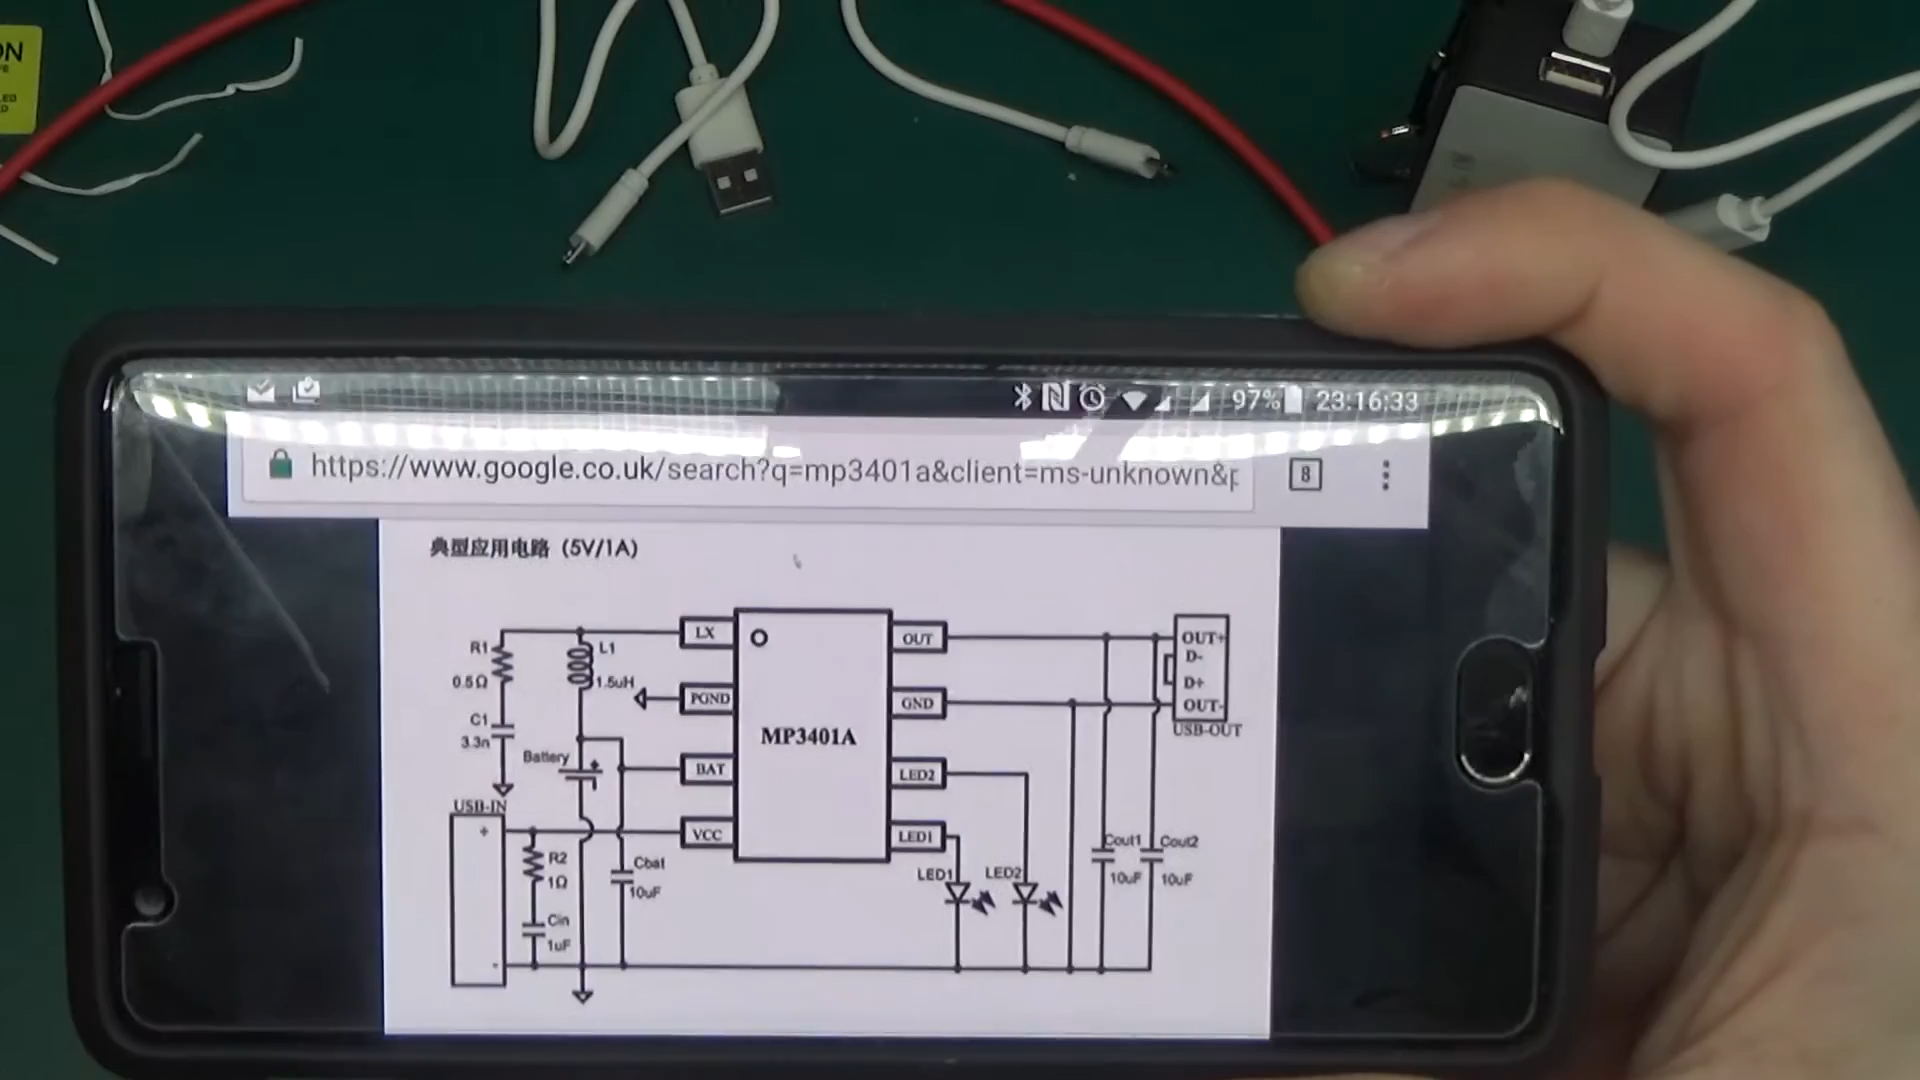 ON
97% 23:16:33
https://www.google.co.uk/search?q=mp3401a&client=ms-unknown&p
8
典型应用电路 (5V/1A)
R1
0.5Ω
C1
3.3n
L1
1.5uH
LX
PGND
BAT
VCC
MP3401A
OUT
GND
LED2
LED1
OUT+
D-
D+
OUT-
USB-OUT
Battery
+
USB-IN
+
-
R2
1Ω
Cin
1uF
Cbat
10uF
LED1
LED2
Cout1
10uF
Cout2
10uF